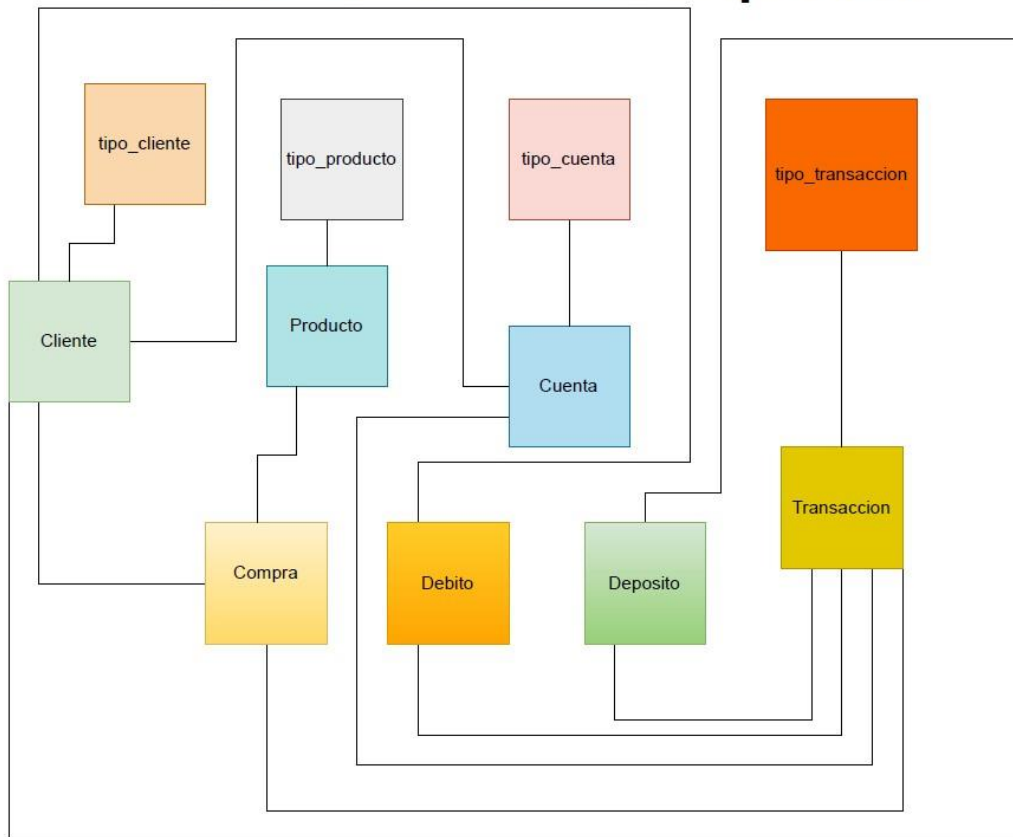 tipo_cliente
tipo_producto
tipo_cuenta
tipo_transaccion
Cliente
Producto
Cuenta
Transaccion
Compra
Debito
Deposito